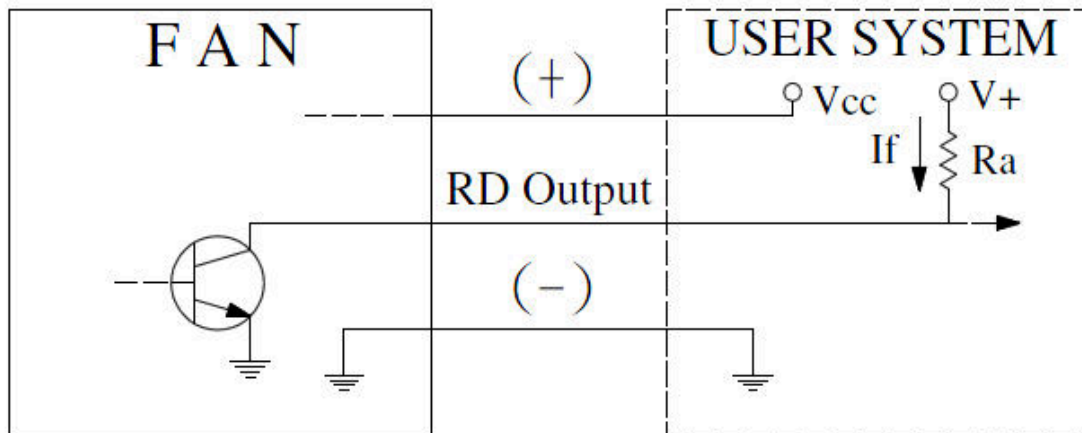 F A N
USER SYSTEM
(+)
Vcc
V+
If
Ra
RD Output
(-)